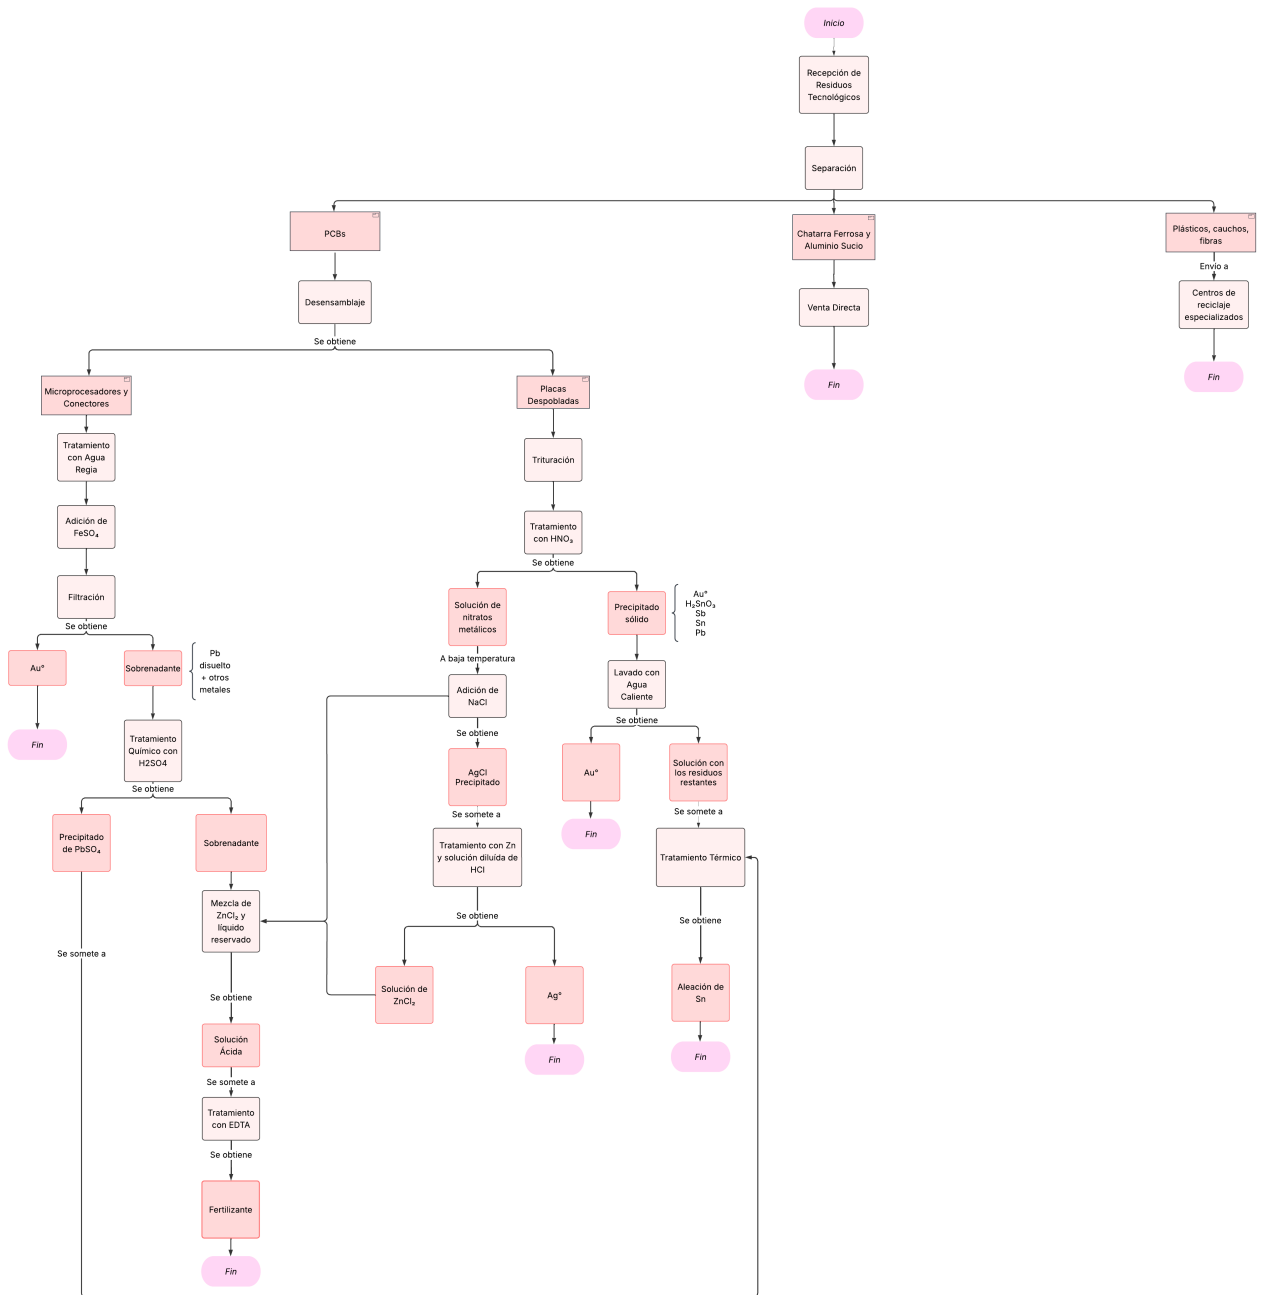 Inicio
Recepción de
Residuos
Tecnológicos
Separación
PCBs
Chatarra Ferrosa y
Aluminio Sucio
Plásticos, cauchos,
fibras
Envío a
Desensamblaje
Venta Directa
Centros de
reciclaje
especializados
Se obtiene
Fin
Fin
Microprocesadores y
Conectores
Placas
Despobladas
Tratamiento
con Agua
Regia
Trituración
Adición de
FeSO₄
Tratamiento
con HNO₃
Se obtiene
Filtración
Se obtiene
Solución de
nitratos
metálicos
Precipitado
sólido
Au°
H₂SnO₃
Sb
Sn
Pb
Au°
Sobrenadante
Pb
disuelto
+ otros
metales
A baja temperatura
Adición de
NaCl
Lavado con
Agua
Caliente
Se obtiene
Se obtiene
Fin
Tratamiento
Químico con
H2SO4
Se obtiene
AgCl
Precipitado
Au°
Solución con
los residuos
restantes
Se somete a
Se somete a
Fin
Precipitado
de PbSO₄
Sobrenadante
Tratamiento con Zn
y solución diluída de
HCl
Tratamiento Térmico
Mezcla de
ZnCl₂ y
líquido
reservado
Se obtiene
Se obtiene
Se somete a
Se obtiene
Solución de
ZnCl₂
Ag°
Aleación de
Sn
Solución
Ácida
Fin
Fin
Se somete a
Tratamiento
con EDTA
Se obtiene
Fertilizante
Fin